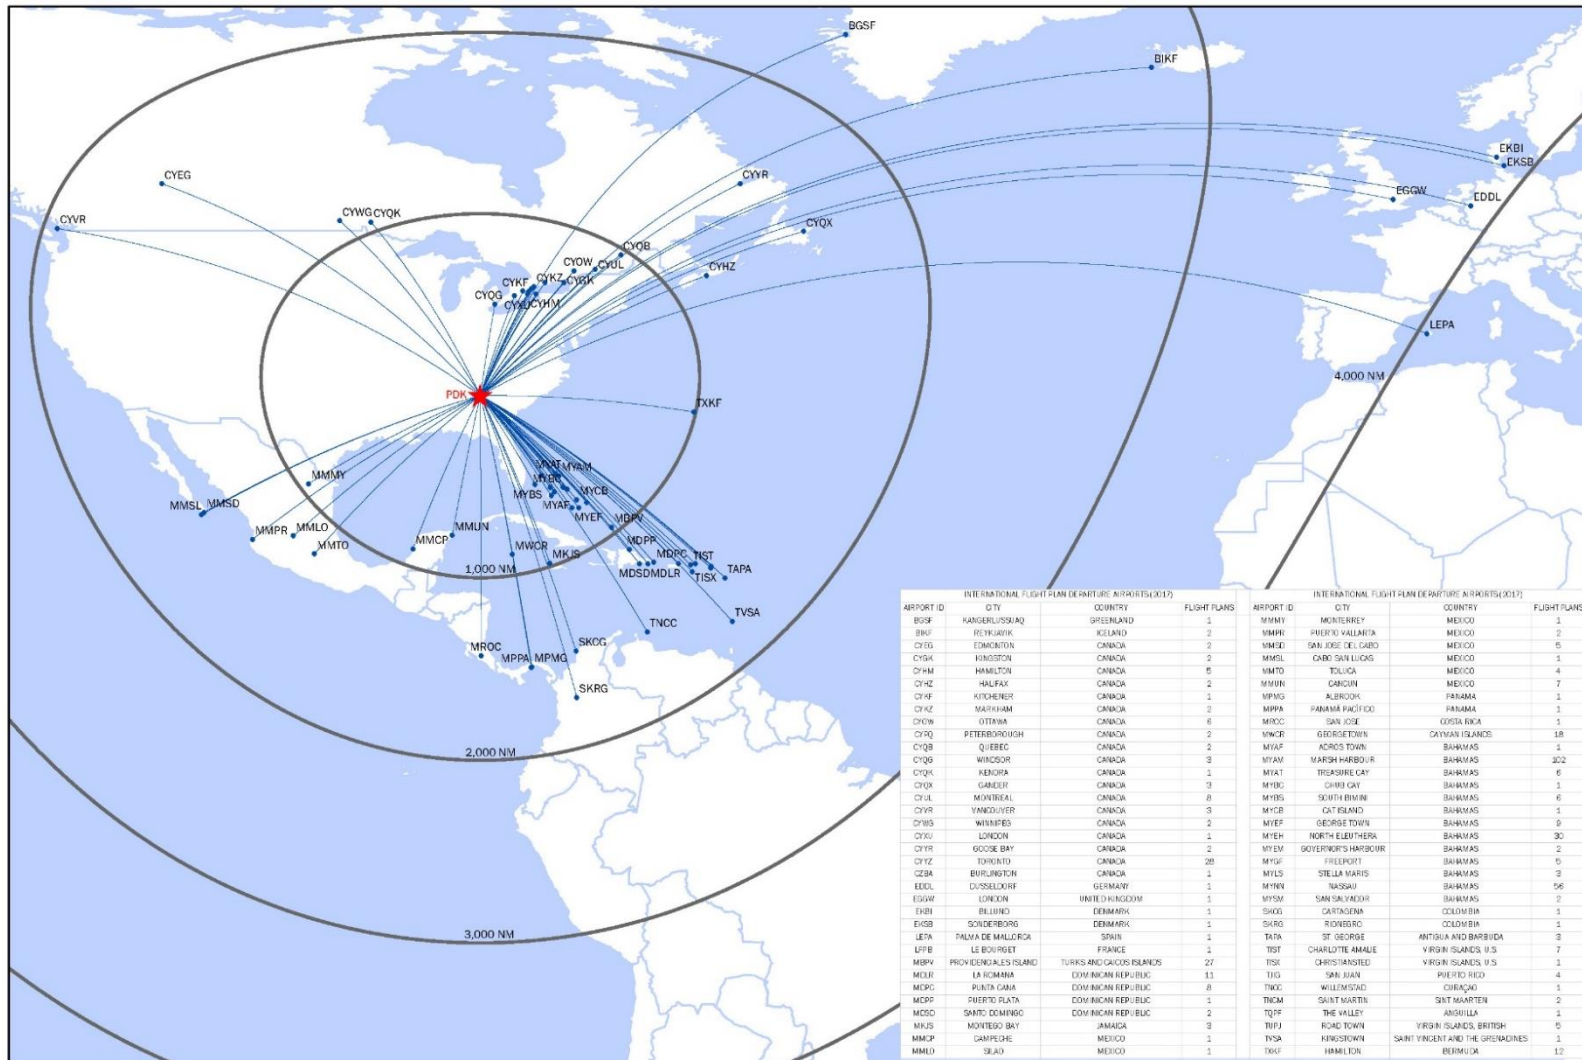 BGSF
BIKF
EKBI
EKSB
EGGW
EDDL
CYEG
CYYR
CYVR
CYWG
CYQK
CYQX
CYQB
CYOW
CYUL
CYHZ
CYKF
CYKZ
CYGK
CYQG
CYXU
CYHM
LEPA
4,000 NM
PDK
TXKF
MMMY
MYAT
MYAM
MYBC
MYBS
MYCB
MYAF
MYEF
MBPV
MMSL
MMSD
MMPR
MMLO
MMTO
MMCP
MMUN
MWCR
MKJS
MDPP
MDPC
TIST
MDSD
MDLR
TISX
TAPA
1,000 NM
TVSA
TNCC
MROC
MPPA
MPMG
SKCG
SKRG
2,000 NM
3,000 NM
INTERNATIONAL FLIGHT PLAN DEPARTURE AIRPORTS (2017)
AIRPORT ID CITY COUNTRY FLIGHT PLANS
BGSF KANGERLUSSUAQ GREENLAND 1
BIKF REYKJAVIK ICELAND 2
CYEG EDMONTON CANADA 2
CYGK KINGSTON CANADA 2
CYHM HAMILTON CANADA 5
CYHZ HALIFAX CANADA 2
CYKF KITCHENER CANADA 1
CYKZ MARKHAM CANADA 2
CYOW OTTAWA CANADA 6
CYPQ PETERBOROUGH CANADA 2
CYQB QUEBEC CANADA 2
CYQG WINDSOR CANADA 3
CYQK KENORA CANADA 1
CYQX GANDER CANADA 3
CYUL MONTREAL CANADA 8
CYVR VANCOUVER CANADA 3
CYWG WINNIPEG CANADA 2
CYXU LONDON CANADA 1
CYYR GOOSE BAY CANADA 2
CYYZ TORONTO CANADA 28
CZBA BURLINGTON CANADA 1
EDDL DUSSELDORF GERMANY 1
EGGW LONDON UNITED KINGDOM 1
EKBI BILLUND DENMARK 1
EKSB SONDERBORG DENMARK 1
LEPA PALMA DE MALLORCA SPAIN 1
LFPB LE BOURGET FRANCE 1
MBPV PROVIDENCIALES ISLAND TURKS AND CAICOS ISLANDS 27
MDLR LA ROMANA DOMINICAN REPUBLIC 11
MDPC PUNTA CANA DOMINICAN REPUBLIC 8
MDPP PUERTO PLATA DOMINICAN REPUBLIC 1
MDSD SANTO DOMINGO DOMINICAN REPUBLIC 2
MKJS MONTEGO BAY JAMAICA 3
MMCP CAMPECHE MEXICO 1
MMLO SILAO MEXICO 1
INTERNATIONAL FLIGHT PLAN DEPARTURE AIRPORTS (2017)
AIRPORT ID CITY COUNTRY FLIGHT PLANS
MMMY MONTERREY MEXICO 1
MMPR PUERTO VALLARTA MEXICO 2
MMSD SAN JOSE DEL CABO MEXICO 5
MMSL CABO SAN LUCAS MEXICO 1
MMTO TOLUCA MEXICO 4
MMUN CANCUN MEXICO 7
MPMG ALBROOK PANAMA 1
MPPA PANAMÁ PACÍFICO PANAMA 1
MROC SAN JOSE COSTA RICA 1
MWCR GEORGETOWN CAYMAN ISLANDS 18
MYAF ADROS TOWN BAHAMAS 1
MYAM MARSH HARBOUR BAHAMAS 102
MYAT TREASURE CAY BAHAMAS 6
MYBC CHUB CAY BAHAMAS 1
MYBS SOUTH BIMINI BAHAMAS 6
MYCB CAT ISLAND BAHAMAS 1
MYEF GEORGE TOWN BAHAMAS 9
MYEH NORTH ELEUTHERA BAHAMAS 30
MYEM GOVERNOR'S HARBOUR BAHAMAS 2
MYGF FREEPORT BAHAMAS 5
MYLS STELLA MARIS BAHAMAS 3
MYNN NASSAU BAHAMAS 56
MYSM SAN SALVADOR BAHAMAS 2
SKCG CARTAGENA COLOMBIA 1
SKRG RIONEGRO COLOMBIA 1
TAPA ST. GEORGE ANTIGUA AND BARBUDA 3
TIST CHARLOTTE AMALIE VIRGIN ISLANDS, U.S. 7
TISX CHRISTIANSTED VIRGIN ISLANDS, U.S 1
TJIG SAN JUAN PUERTO RICO 4
TNCC WILLEMSTAD CURAÇAO 1
TNCM SAINT MARTIN SINT MAARTEN 2
TQPF THE VALLEY ANGUILLA 1
TUPJ ROAD TOWN VIRGIN ISLANDS, BRITISH 5
TVSA KINGSTOWN SAINT VINCENT AND THE GRENADINES 1
TXKF HAMILTON BERMUDA 12